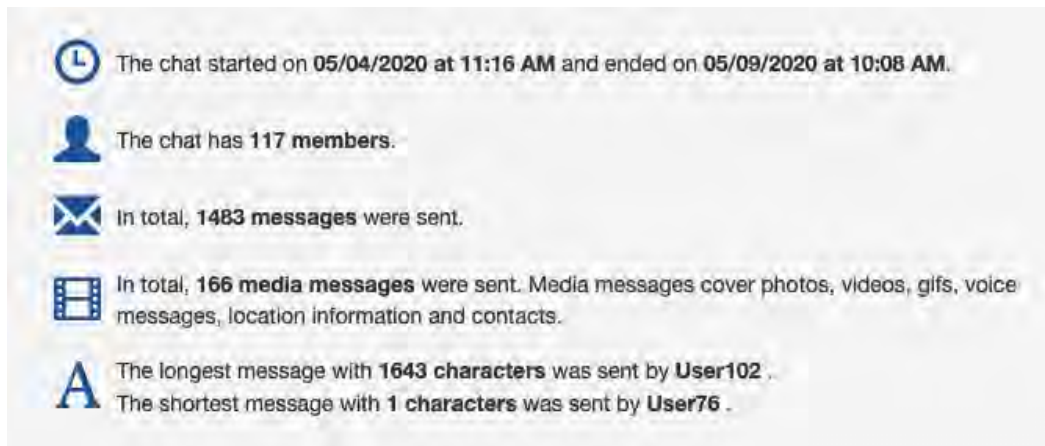 The chat started on 05/04/2020 at 11:16 AM and ended on 05/09/2020 at 10:08 AM.
The chat has 117 members.
In total, 1483 messages were sent.
In total, 166 media messages were sent. Media messages cover photos, videos, gifs, voice
messages, location information and contacts.
The longest message with 1643 characters was sent by User102 .
The shortest message with 1 characters was sent by User76 .